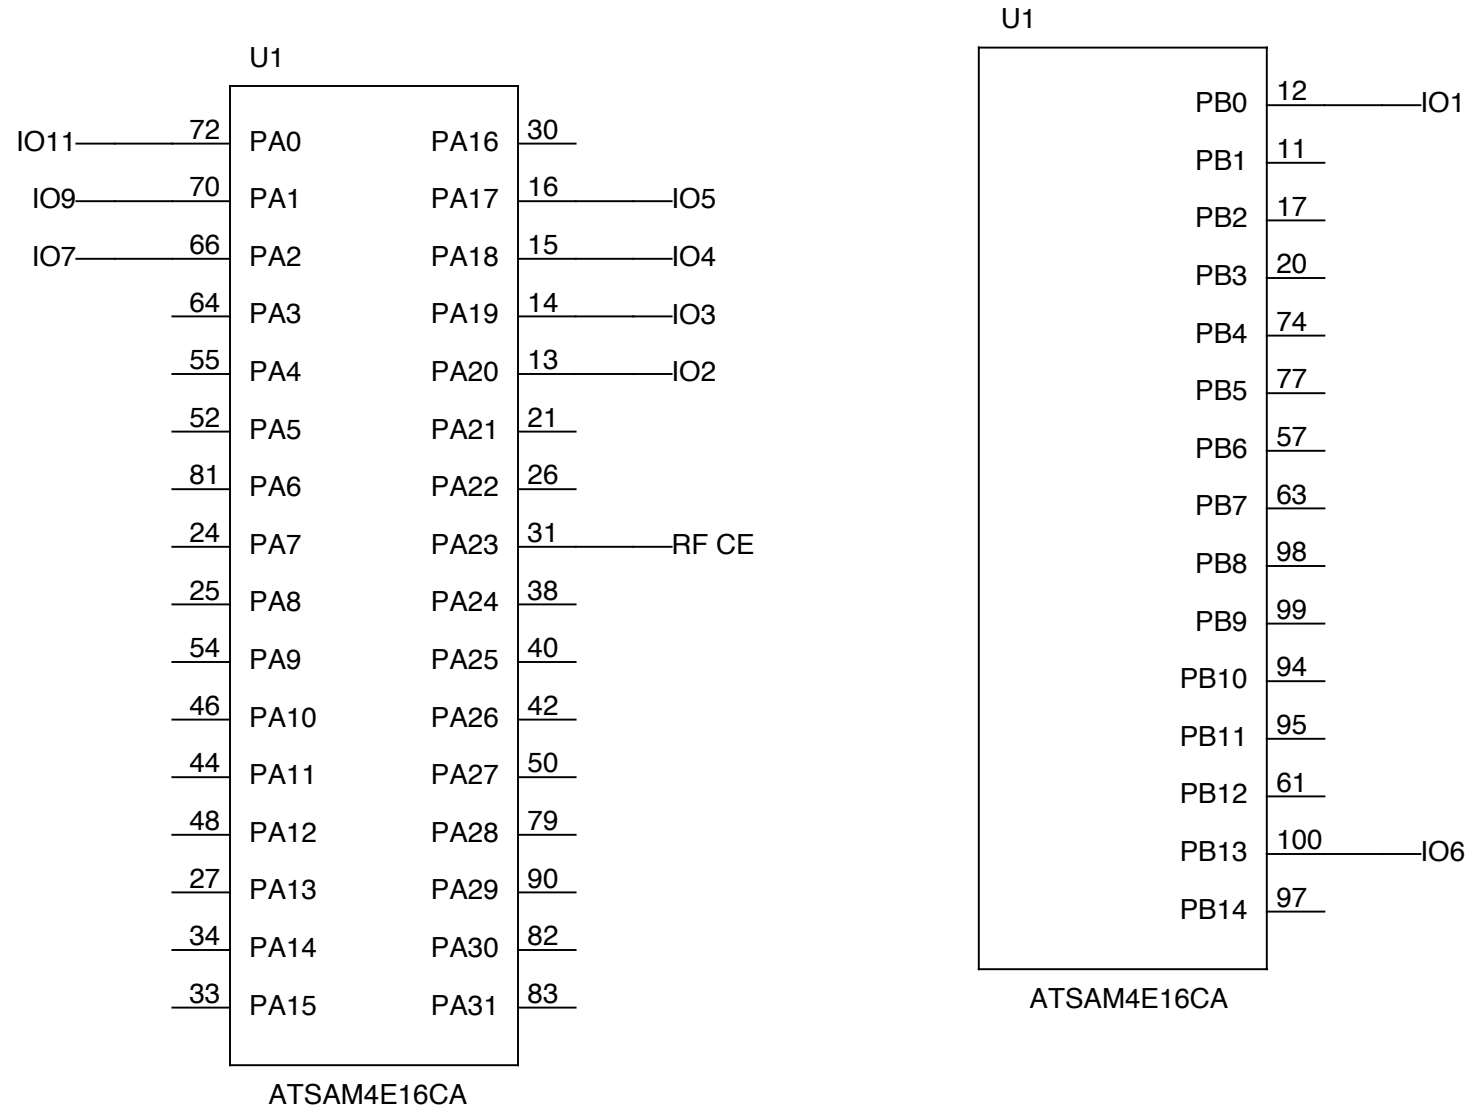 U1
IO11 72 PA0 PA16 30
IO9 70 PA1 PA17 16 IO5
IO7 66 PA2 PA18 15 IO4
64 PA3 PA19 14 IO3
55 PA4 PA20 13 IO2
52 PA5 PA21 21
81 PA6 PA22 26
24 PA7 PA23 31 RF CE
25 PA8 PA24 38
54 PA9 PA25 40
46 PA10 PA26 42
44 PA11 PA27 50
48 PA12 PA28 79
27 PA13 PA29 90
34 PA14 PA30 82
33 PA15 PA31 83
ATSAM4E16CA
U1
PB0 12 IO1
PB1 11
PB2 17
PB3 20
PB4 74
PB5 77
PB6 57
PB7 63
PB8 98
PB9 99
PB10 94
PB11 95
PB12 61
PB13 100 IO6
PB14 97
ATSAM4E16CA